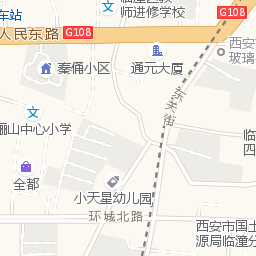 车站
师进修学校
G108
G108
人民东路
西安
玻璃
秦俑小区
通元大厦
东关街
骊山中心小学
临
四
全都
小天星幼儿园
环城北路
西安市国土
源局临潼分